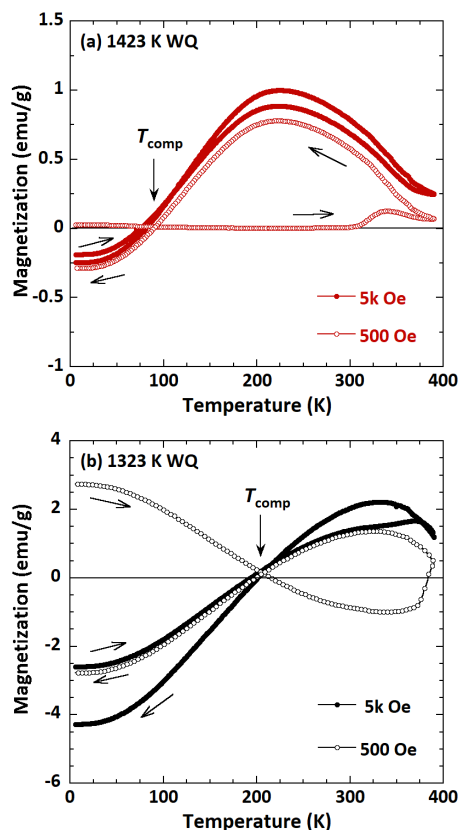 (a) 1423 K WQ
1.5
1
0.5
0
-0.5
-1
Magnetization (emu/g)
T comp
5k Oe
500 Oe
0 100 200 300 400
Temperature (K)
(b) 1323 K WQ
4
2
0
-2
-4
-6
Magnetization (emu/g)
T comp
5k Oe
500 Oe
0 100 200 300 400
Temperature (K)